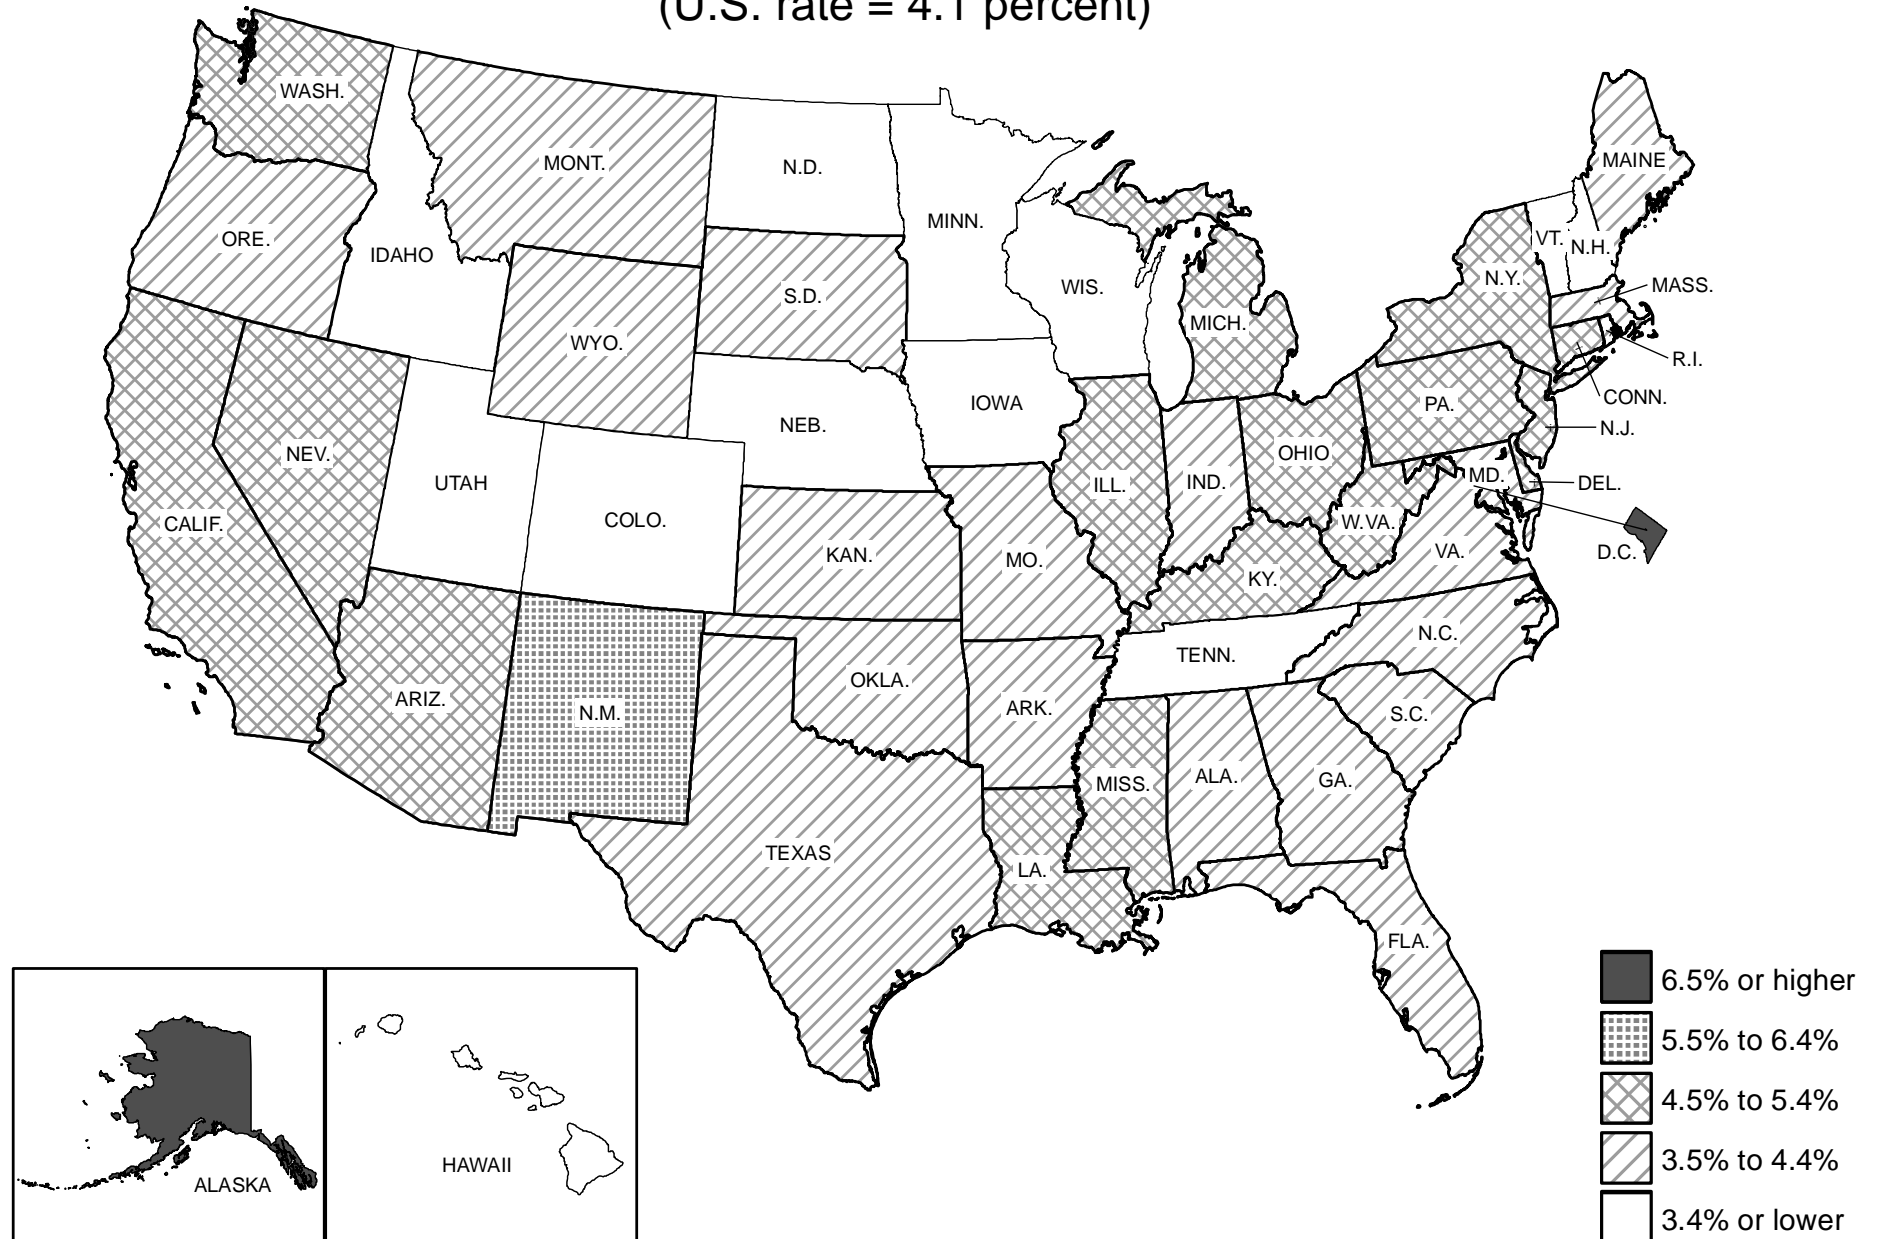 (U.S. rate = 4.1 percent)
WASH.
MONT.
N.D.
MINN.
MAINE
ORE.
IDAHO
VT.
N.H.
WIS.
N.Y.
MASS.
S.D.
MICH.
WYO.
R.I.
IOWA
PA.
CONN.
NEB.
N.J.
NEV.
OHIO
UTAH
ILL.
IND.
MD.
DEL.
COLO.
CALIF.
W.VA.
KAN.
MO.
VA.
D.C.
KY.
N.C.
TENN.
OKLA.
ARIZ.
N.M.
ARK.
S.C.
MISS.
ALA.
GA.
TEXAS
LA.
FLA.
ALASKA
HAWAII
6.5% or higher
5.5% to 6.4%
4.5% to 5.4%
3.5% to 4.4%
3.4% or lower